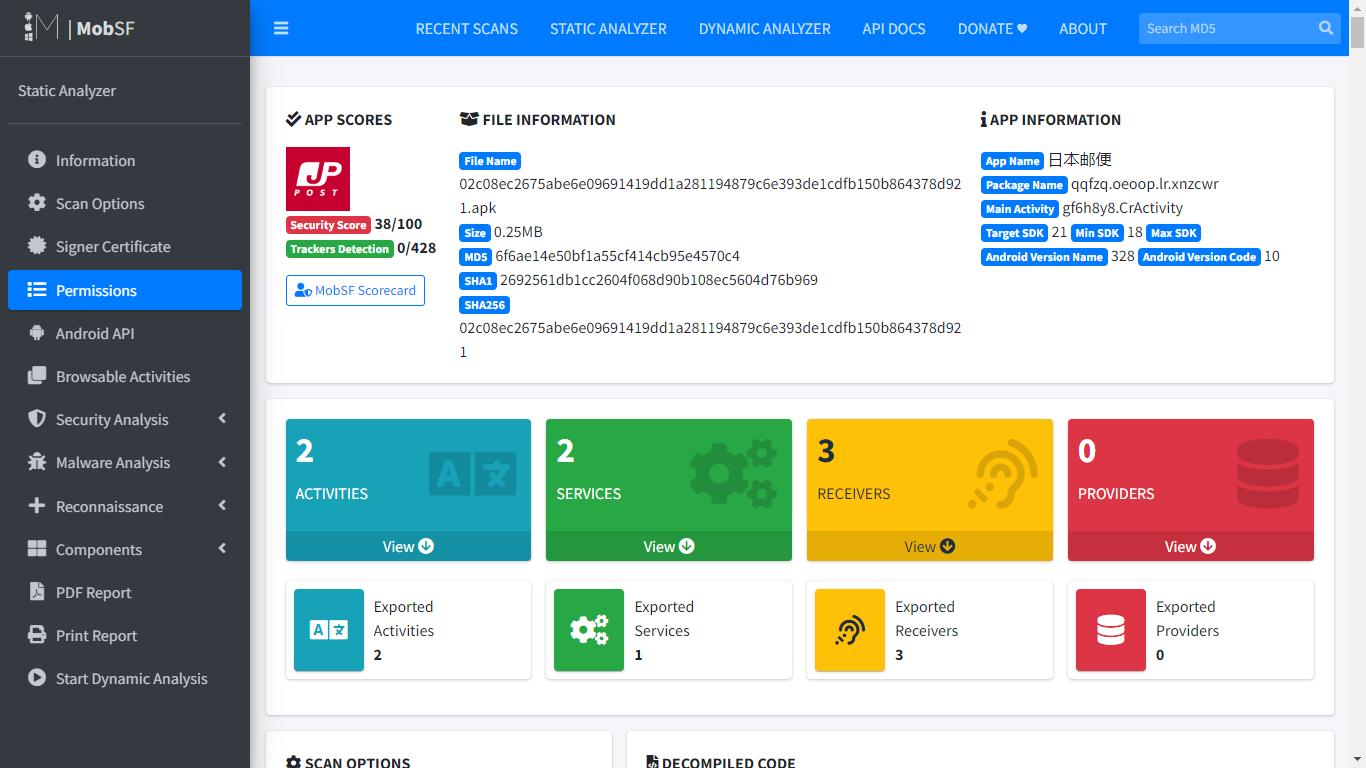 MobSF
RECENT SCANS
STATIC ANALYZER
DYNAMIC ANALYZER
API DOCS
DONATE
ABOUT
Search MD5
Static Analyzer
Information
Scan Options
Signer Certificate
Permissions
Android API
Browsable Activities
Security Analysis
Malware Analysis
Reconnaissance
Components
PDF Report
Print Report
Start Dynamic Analysis
APP SCORES
JP
POST
Security Score 38/100
Trackers Detection 0/428
MobSF Scorecard
FILE INFORMATION
File Name
02c08ec2675abe6e09691419dd1a281194879c6e393de1cdfb150b864378d92
1.apk
Size 0.25MB
MD5 6f6ae14e50bf1a55cf414cb95e4570c4
SHA1 2692561db1cc2604f068d90b108ec5604d76b969
SHA256
02c08ec2675abe6e09691419dd1a281194879c6e393de1cdfb150b864378d92
1
APP INFORMATION
App Name 日本邮便
Package Name qqfzq.oeoop.lr.xnzcwr
Main Activity gf6h8y8.CrActivity
Target SDK 21 Min SDK 18 Max SDK
Android Version Name 328 Android Version Code 10
2
ACTIVITIES
View
2
SERVICES
View
3
RECEIVERS
View
0
PROVIDERS
View
Exported
Activities
2
Exported
Services
1
Exported
Receivers
3
Exported
Providers
0
SCAN OPTIONS
DECOMPILED CODE